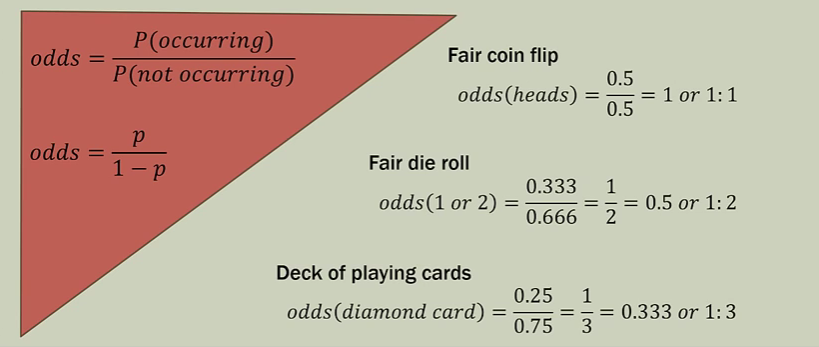 odds = P(occurring) / P(not occurring)
odds = p / 1 − p
Fair coin flip
odds(heads) = 0.5 / 0.5 = 1 or 1:1
Fair die roll
odds(1 or 2) = 0.333 / 0.666 = 1 / 2 = 0.5 or 1:2
Deck of playing cards
odds(diamond card) = 0.25 / 0.75 = 1 / 3 = 0.333 or 1:3